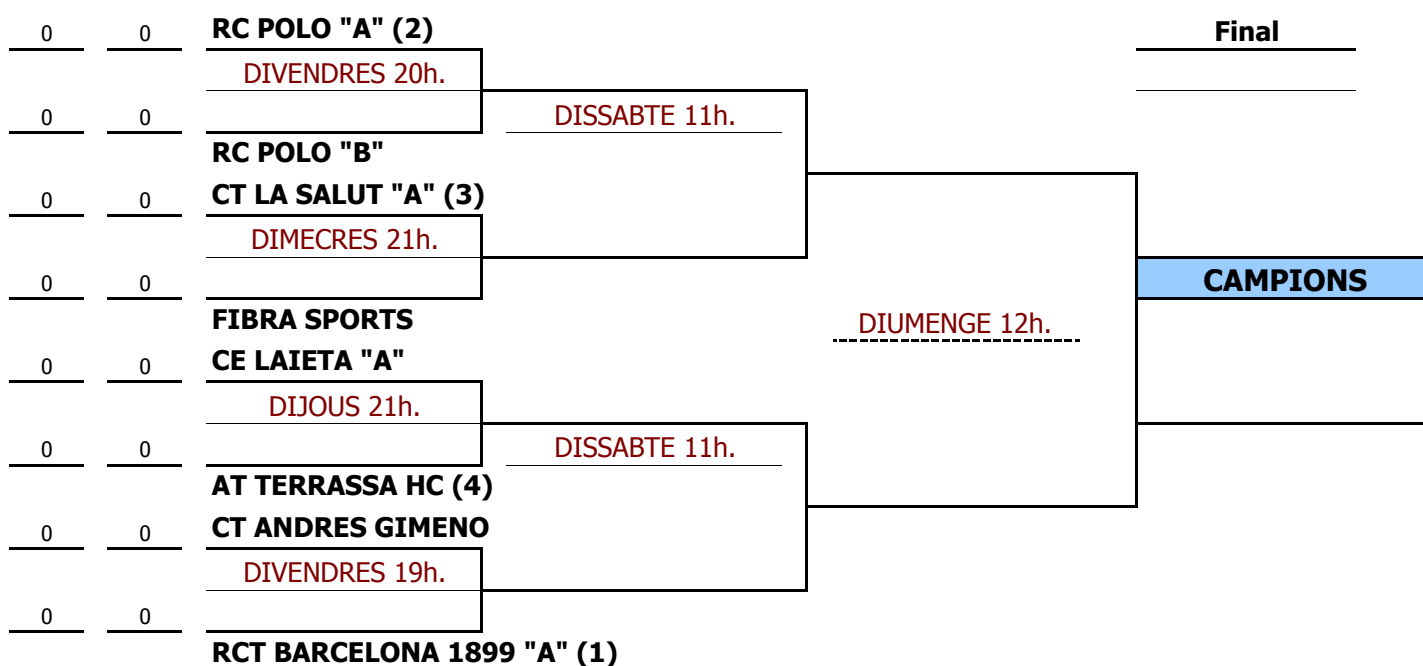 0 0 RC POLO "A" (2) Final
DIVENDRES 20h.
0 0 DISSABTE 11h.
RC POLO "B"
0 0 CT LA SALUT "A" (3)
DIMECRES 21h.
0 0 CAMPIONS
FIBRA SPORTS DIUMENGE 12h.
0 0 CE LAIETA "A"
DIJOUS 21h.
0 0 DISSABTE 11h.
AT TERRASSA HC (4)
0 0 CT ANDRES GIMENO
DIVENDRES 19h.
0 0
RCT BARCELONA 1899 "A" (1)